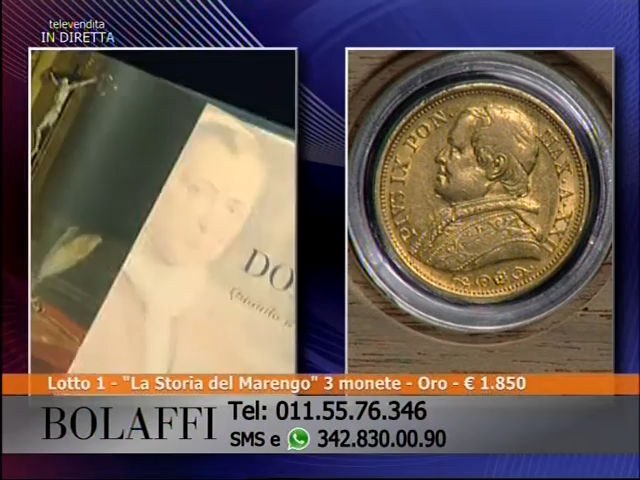 televendita
IN DIRETTA
PIUS IX PON.
MAX.A.XXI
DO
Lotto 1 - "La Storia del Marengo" 3 monete - Oro - € 1.850
BOLAFFI
Tel: 011.55.76.346
SMS e 342.830.00.90